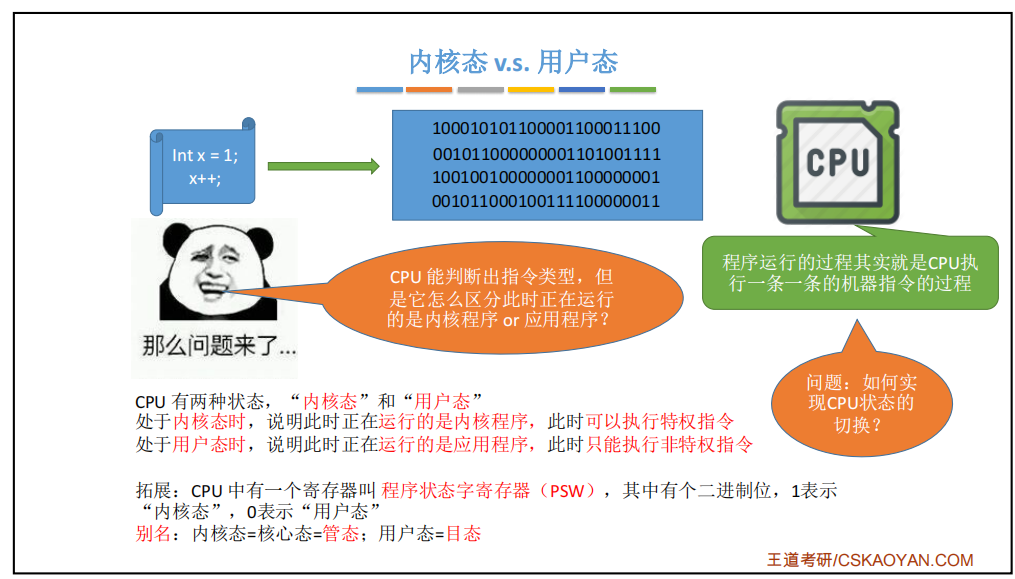 内核态 v.s. 用户态
Int x = 1;
x++;
100010101100001100011100
001011000000001101001111
100100100000001100000001
001011000100111100000011
CPU
程序运行的过程其实就是CPU执
行一条一条的机器指令的过程
CPU 能判断出指令类型，但
是它怎么区分此时正在运行
的是内核程序 or 应用程序？
那么问题来了...
问题：如何实
现CPU状态的
切换？
CPU 有两种状态，“内核态”和“用户态”
处于内核态时，说明此时正在运行的是内核程序，此时可以执行特权指令
处于用户态时，说明此时正在运行的是应用程序，此时只能执行非特权指令
拓展：CPU 中有一个寄存器叫 程序状态字寄存器（PSW），其中有个二进制位，1表示
“内核态”，0表示“用户态”
别名：内核态=核心态=管态；用户态=目态
王道考研/CSKAOYAN.COM